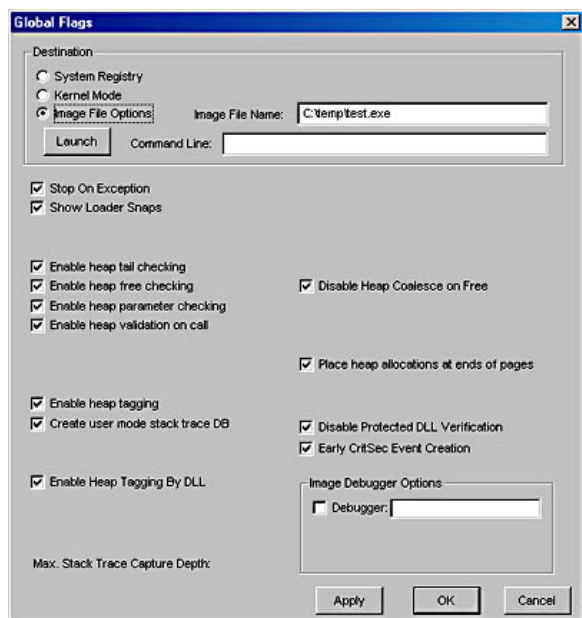 Global Flags
Destination
System Registry
Kernel Mode
Image File Options
Image File Name: C:\temp\test.exe
Launch
Command Line:
Stop On Exception
Show Loader Snaps
Enable heap tail checking
Enable heap free checking
Disable Heap Coalesce on Free
Enable heap parameter checking
Enable heap validation on call
Place heap allocations at ends of pages
Enable heap tagging
Create user mode stack trace DB
Disable Protected DLL Verification
Early CritSec Event Creation
Enable Heap Tagging By DLL
Image Debugger Options
Debugger:
Max. Stack Trace Capture Depth:
Apply
OK
Cancel